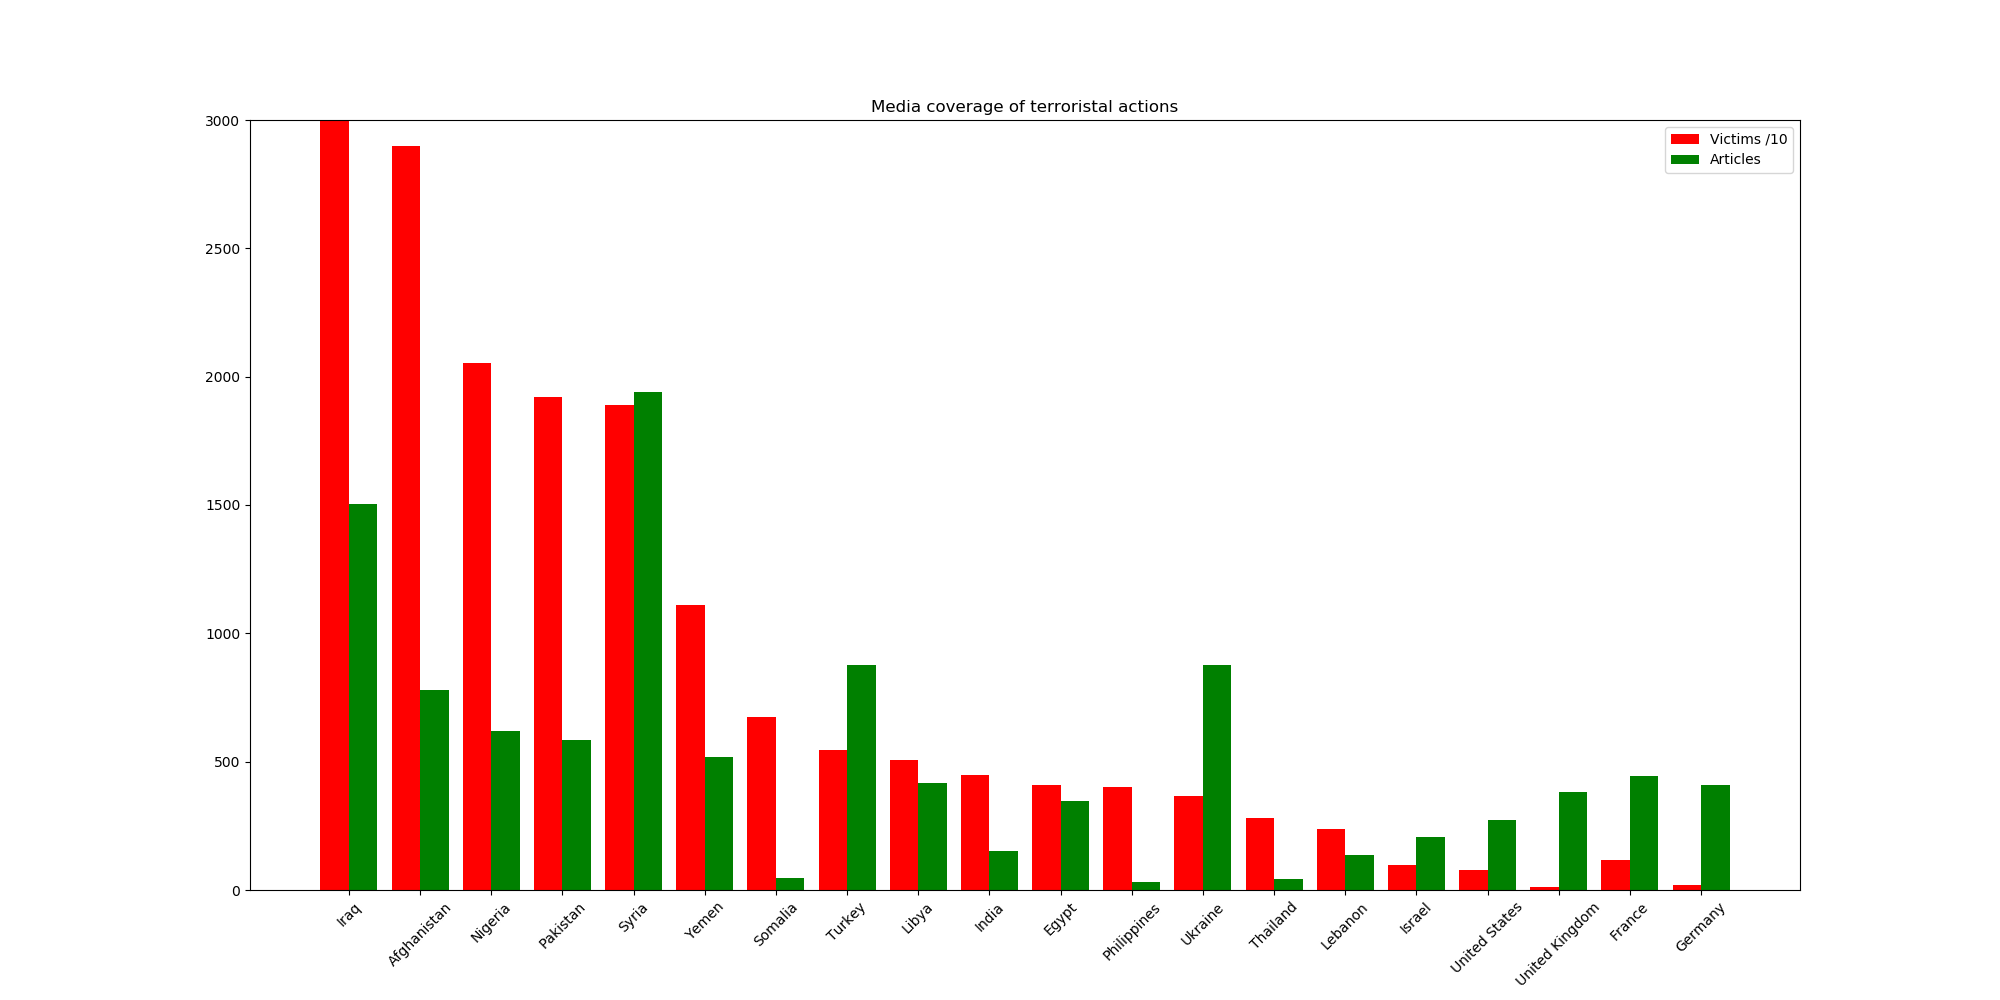 Media coverage of terroristal actions
Victims /10
Articles
3000
2500
2000
1500
1000
500
0
Iraq
Afghanistan
Nigeria
Pakistan
Syria
Yemen
Somalia
Turkey
Libya
India
Egypt
Philippines
Ukraine
Thailand
Lebanon
Israel
United States
United Kingdom
France
Germany